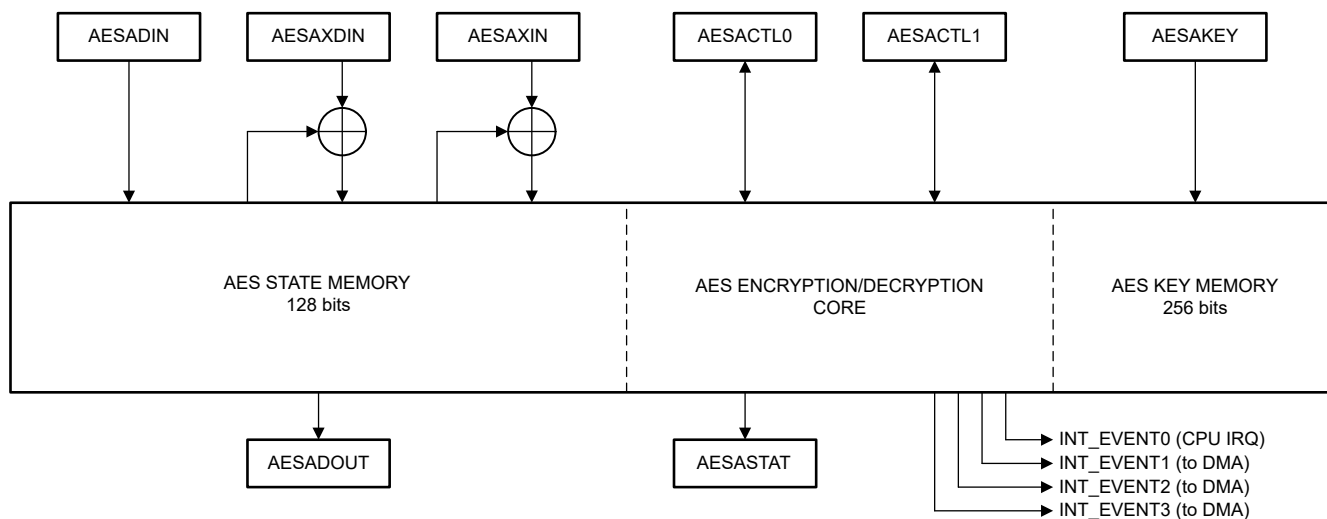 AESADIN
AESAXDIN
AESAXIN
AESACTL0
AESACTL1
AESAKEY
AES STATE MEMORY
128 bits
AES ENCRYPTION/DECRYPTION
CORE
AES KEY MEMORY
256 bits
AESADOUT
AESASTAT
INT_EVENT0 (CPU IRQ)
INT_EVENT1 (to DMA)
INT_EVENT2 (to DMA)
INT_EVENT3 (to DMA)